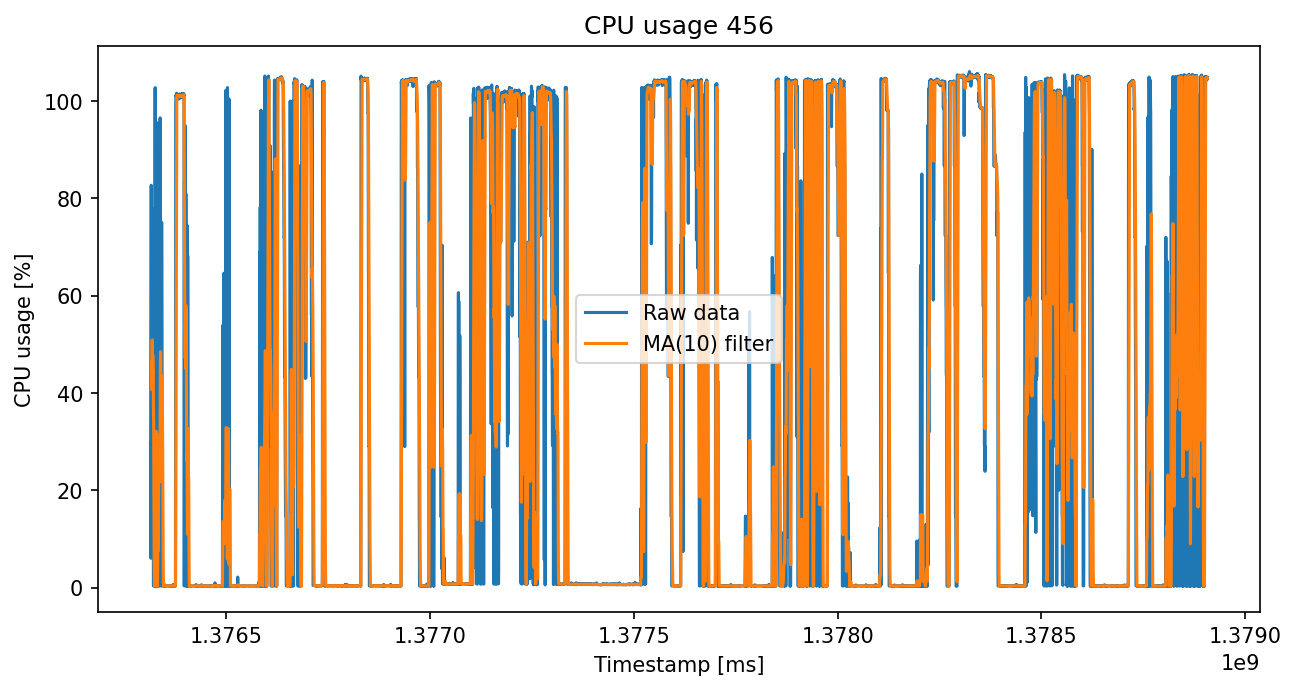 CPU usage 456
CPU usage [%]
100
80
60
40
20
0
Raw data
MA(10) filter
1.3765 1.3770 1.3775 1.3780 1.3785 1.3790
1e9
Timestamp [ms]